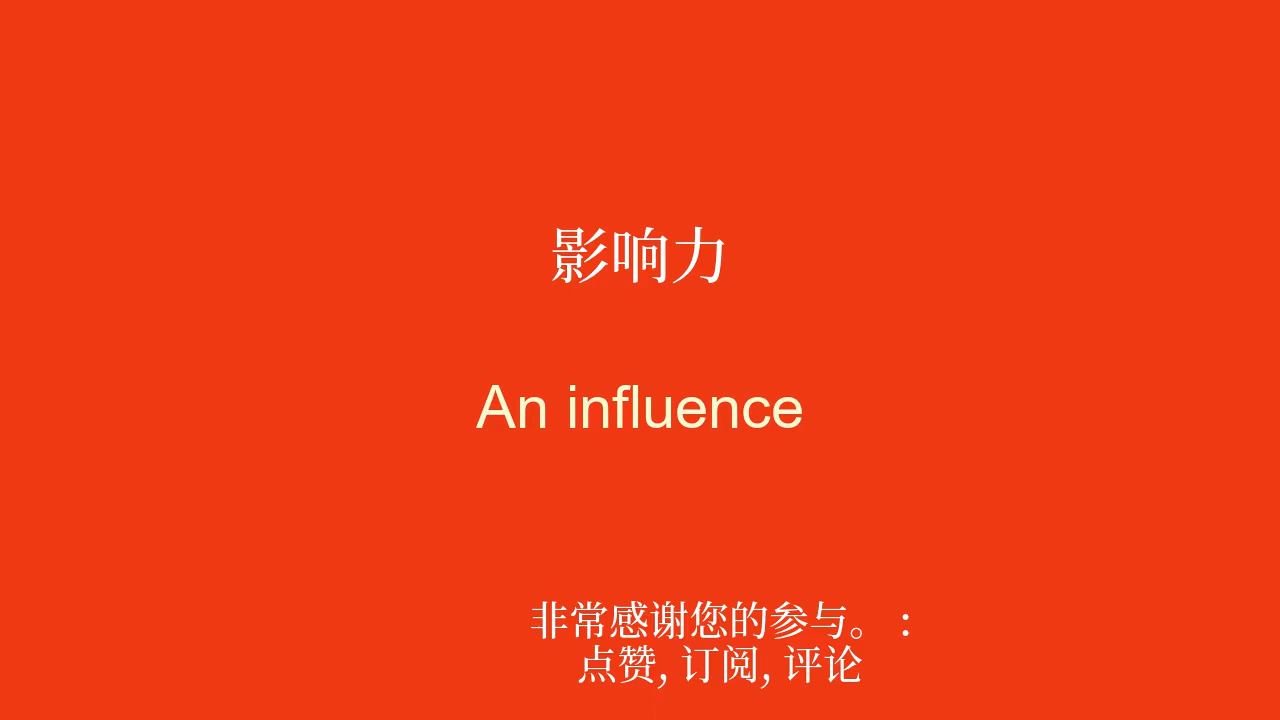 影响力
An influence
非常感谢您的参与。 :
点赞, 订阅, 评论